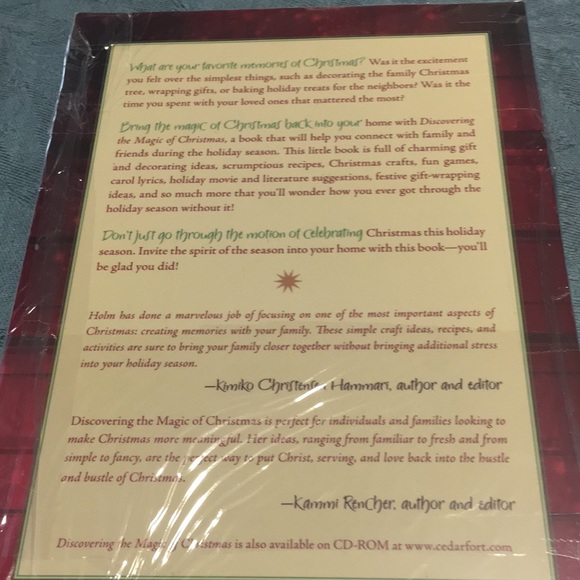 What are your favorite memories of Christmas? Was it the excitement
you felt over the simplest things, such as decorating the family Christmas
tree, wrapping gifts, or baking holiday treats for the neighbors? Was it the
time you spent with your loved ones that mattered the most?
Bring the magic of Christmas back into your home with Discovering
the Magic of Christmas, a book that will help you connect with family and
friends during the holiday season. This little book is full of charming gift
and decorating ideas, scrumptious recipes, Christmas crafts, fun games,
carol lyrics, holiday movie and literature suggestions, festive gift-wrapping
ideas, and so much more that you'll wonder how you ever got through the
holiday season without it!
Don't just go through the motion of celebrating Christmas this holiday
season. Invite the spirit of the season into your home with this book—you'll
be glad you did!
Holm has done a marvelous job of focusing on one of the most important aspects of
Christmas: creating memories with your family. These simple craft ideas, recipes, and
activities are sure to bring your family closer together without bringing additional stress
into your holiday season.
—Kimiko Christensen Hammari, author and editor
Discovering the Magic of Christmas is perfect for individuals and families looking to
make Christmas more meaningful. Her ideas, ranging from familiar to fresh and from
simple to fancy, are the perfect way to put Christ, serving, and love back into the hustle
and bustle of Christmas.
—Kammi Rencher, author and editor
Discovering the Magic of Christmas is also available on CD-ROM at www.cedarfort.com